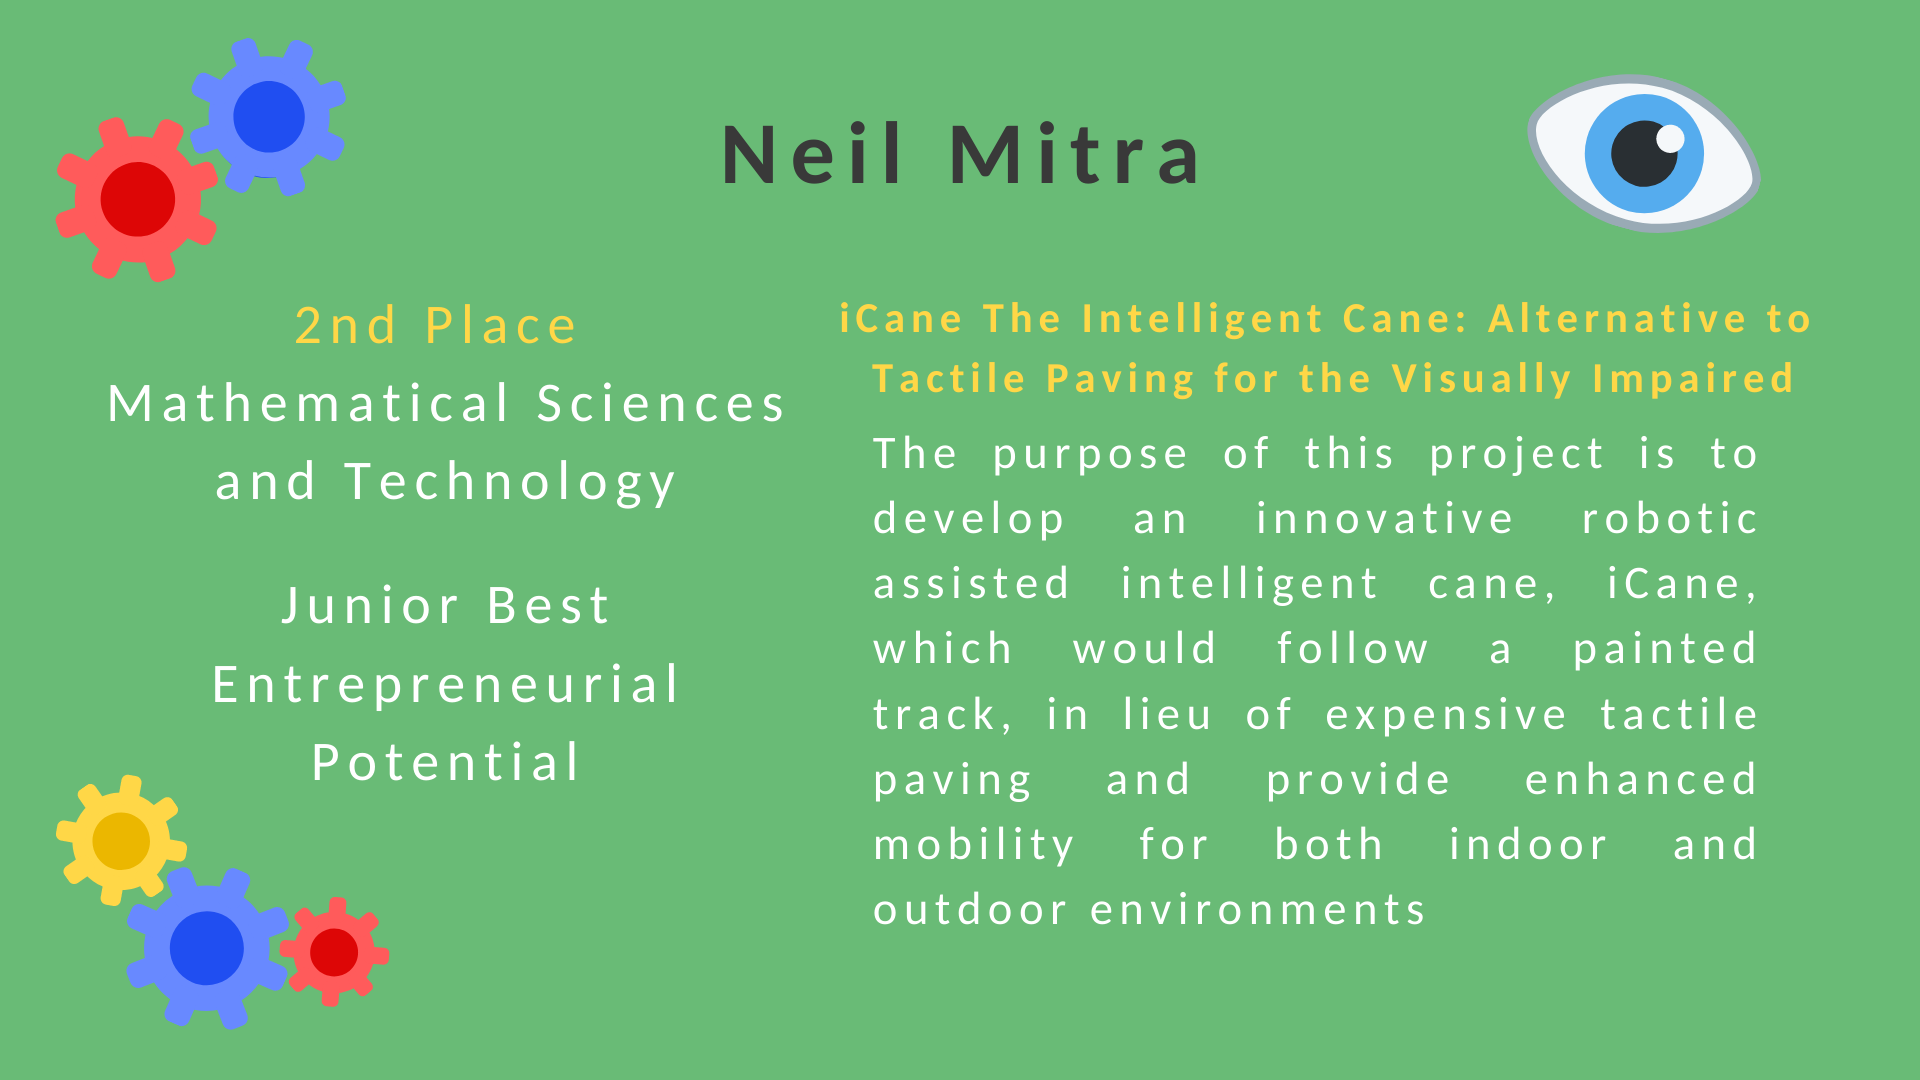 Neil Mitra
2nd Place
Mathematical Sciences
and Technology
Junior Best
Entrepreneurial
Potential
iCane The Intelligent Cane: Alternative to
Tactile Paving for the Visually Impaired
The purpose of this project is to
develop an innovative robotic
assisted intelligent cane, iCane,
which would follow a painted
track, in lieu of expensive tactile
paving and provide enhanced
mobility for both indoor and
outdoor environments